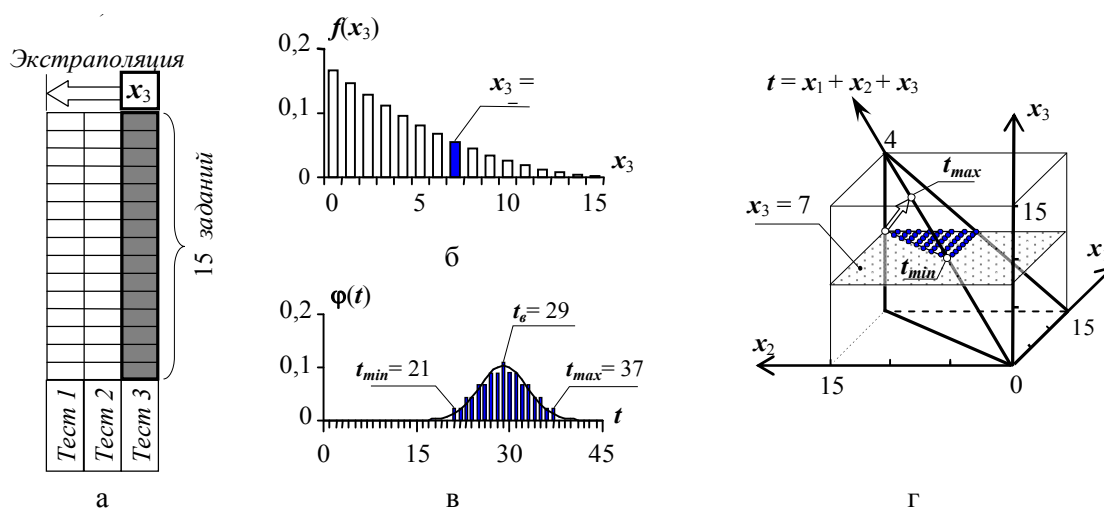 Экстраполяция
x3
15 заданий
Тест 1
Тест 2
Тест 3
а
f(x3)
0,2
0,1
0
x3 =
0 5 10 15
x3
б
φ(t)
0,2
0,1
0
tв = 29
tmin = 21
tmax = 37
t
0 15 30 45
в
t = x1 + x2 + x3
x3
4
tmax
15
x3 = 7
x
tmin
15
x2
15
0
г